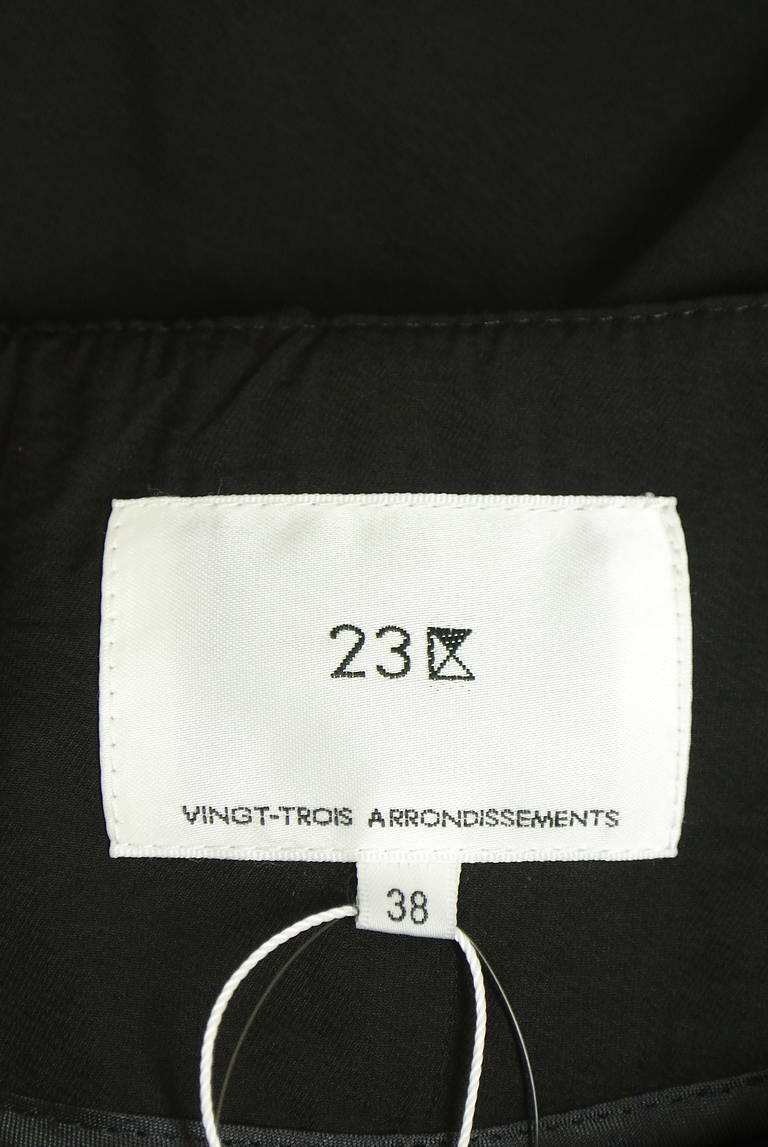 23区
VINGT-TROIS ARRONDISSEMENTS
38